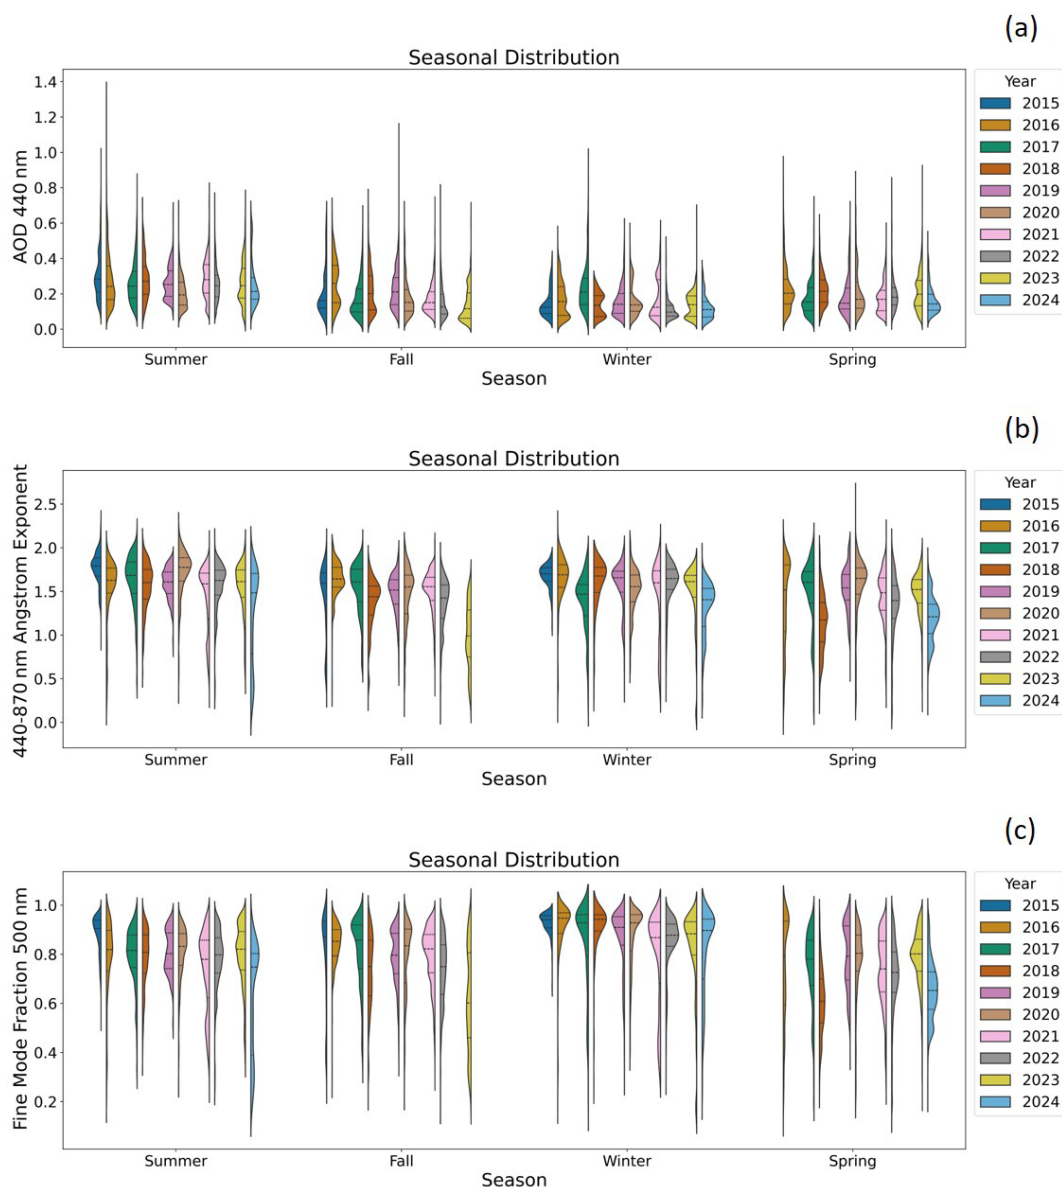 (a)
Seasonal Distribution
Year
2015
2016
2017
2018
2019
2020
2021
2022
2023
2024
AOD 440 nm
1.4
1.2
1.0
0.8
0.6
0.4
0.2
0.0
Summer Fall Winter Spring
Season
(b)
Seasonal Distribution
Year
2015
2016
2017
2018
2019
2020
2021
2022
2023
2024
440-870 nm Angstrom Exponent
2.5
2.0
1.5
1.0
0.5
0.0
Summer Fall Winter Spring
Season
(c)
Seasonal Distribution
Year
2015
2016
2017
2018
2019
2020
2021
2022
2023
2024
Fine Mode Fraction 500 nm
1.0
0.8
0.6
0.4
0.2
Summer Fall Winter Spring
Season